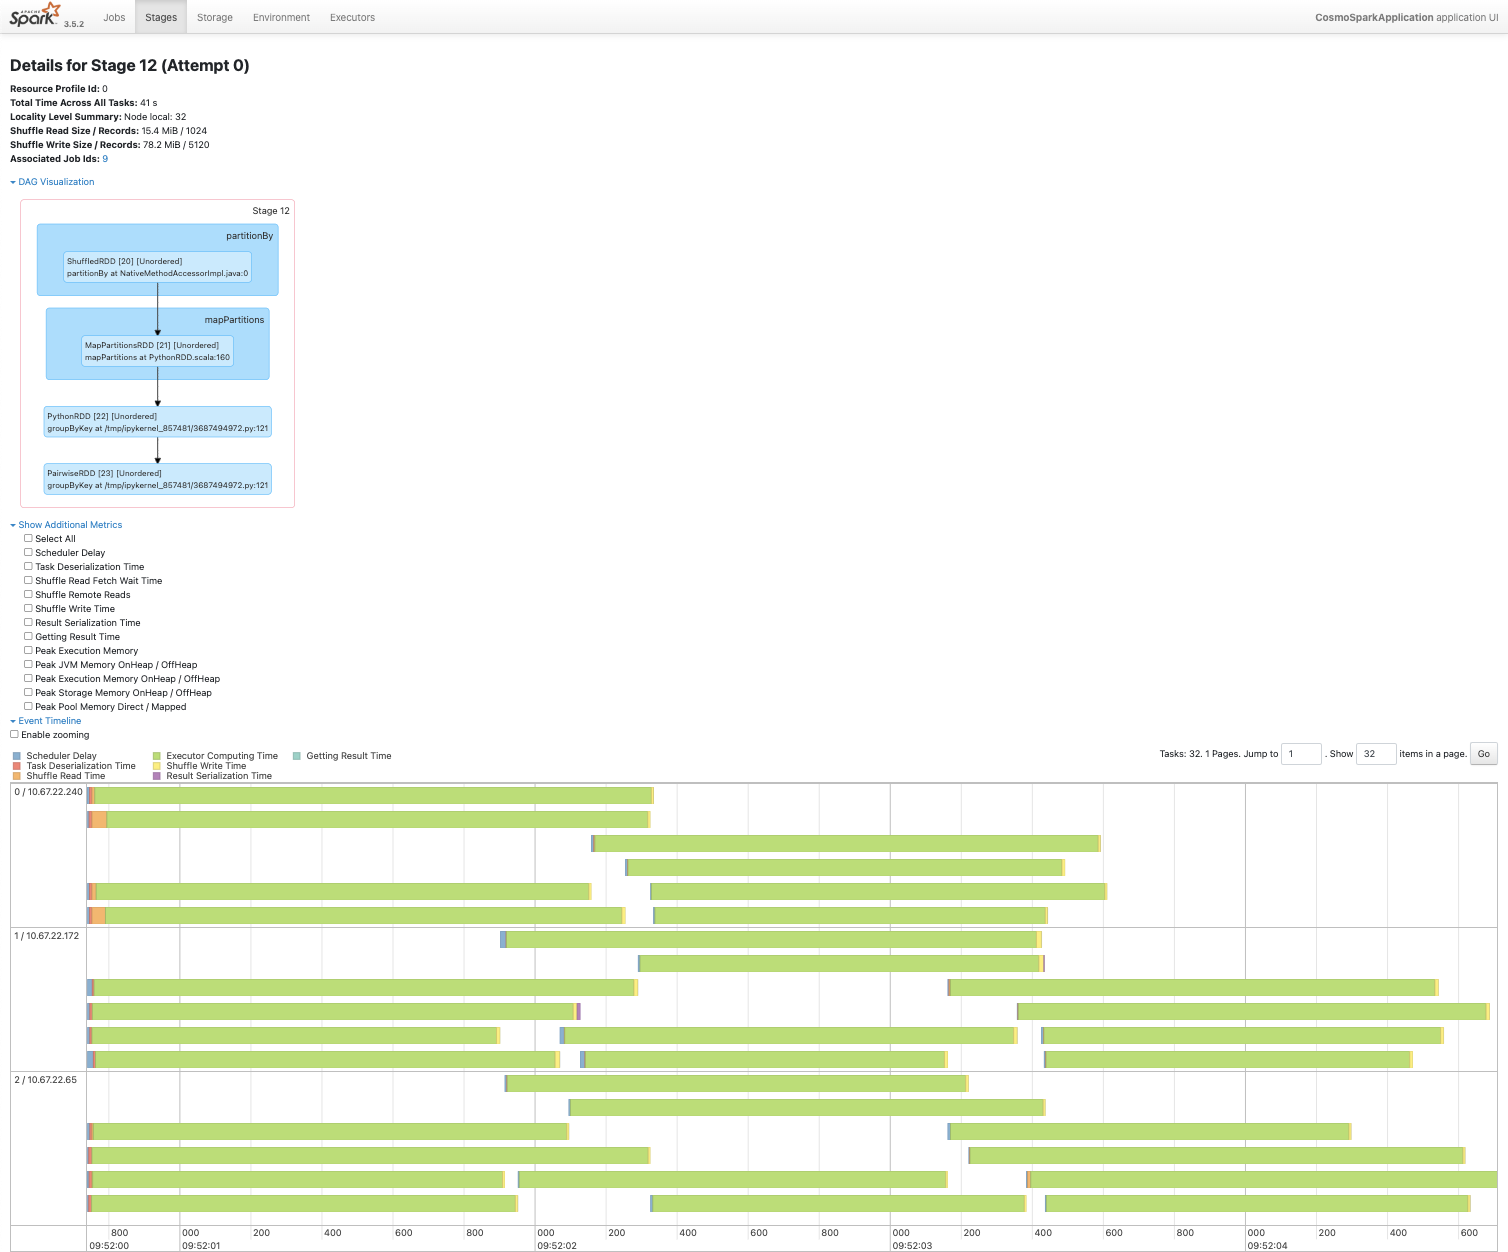 APACHE
Spark 3.5.2 Jobs Stages Storage Environment Executors CosmoSparkApplication application UI
Details for Stage 12 (Attempt 0)
Resource Profile Id: 0
Total Time Across All Tasks: 41 s
Locality Level Summary: Node local: 32
Shuffle Read Size / Records: 15.4 MiB / 1024
Shuffle Write Size / Records: 78.2 MiB / 5120
Associated Job Ids: 9
DAG Visualization
Stage 12
partitionBy
ShuffledRDD [20] [Unordered]
partitionBy at NativeMethodAccessorImpl.java:0
mapPartitions
MapPartitionsRDD [21] [Unordered]
mapPartitions at PythonRDD.scala:160
PythonRDD [22] [Unordered]
groupByKey at /tmp/ipykernel_857481/3687494972.py:121
PairwiseRDD [23] [Unordered]
groupByKey at /tmp/ipykernel_857481/3687494972.py:121
Show Additional Metrics
Select All
Scheduler Delay
Task Deserialization Time
Shuffle Read Fetch Wait Time
Shuffle Remote Reads
Shuffle Write Time
Result Serialization Time
Getting Result Time
Peak Execution Memory
Peak JVM Memory OnHeap / OffHeap
Peak Execution Memory OnHeap / OffHeap
Peak Storage Memory OnHeap / OffHeap
Peak Pool Memory Direct / Mapped
Event Timeline
Enable zooming
Scheduler Delay Executor Computing Time Getting Result Time
Task Deserialization Time Shuffle Write Time
Shuffle Read Time Result Serialization Time
Tasks: 32. 1 Pages. Jump to 1 . Show 32 items in a page. Go
0 / 10.67.22.240
1 / 10.67.22.172
2 / 10.67.22.65
800 000 200 400 600 800 000 200 400 600 800 000 200 400 600 800 000 200 400 600
09:52:00 09:52:01 09:52:02 09:52:03 09:52:04